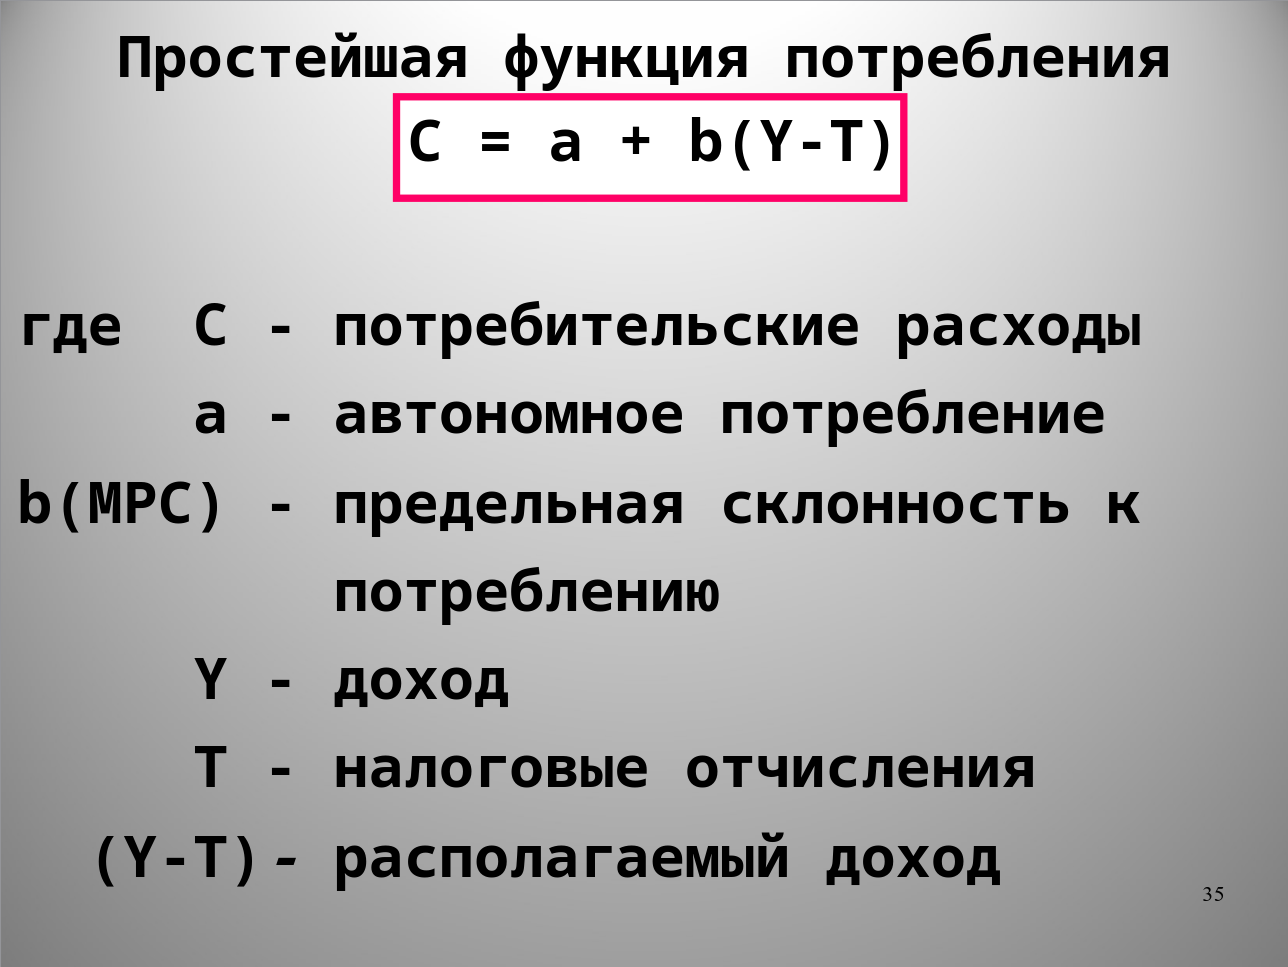 Простейшая функция потребления
C = a + b(Y-T)
где C - потребительские расходы
a - автономное потребление
b(MPC) - предельная склонность к
потреблению
Y - доход
T - налоговые отчисления
(Y-T)- располагаемый доход
35